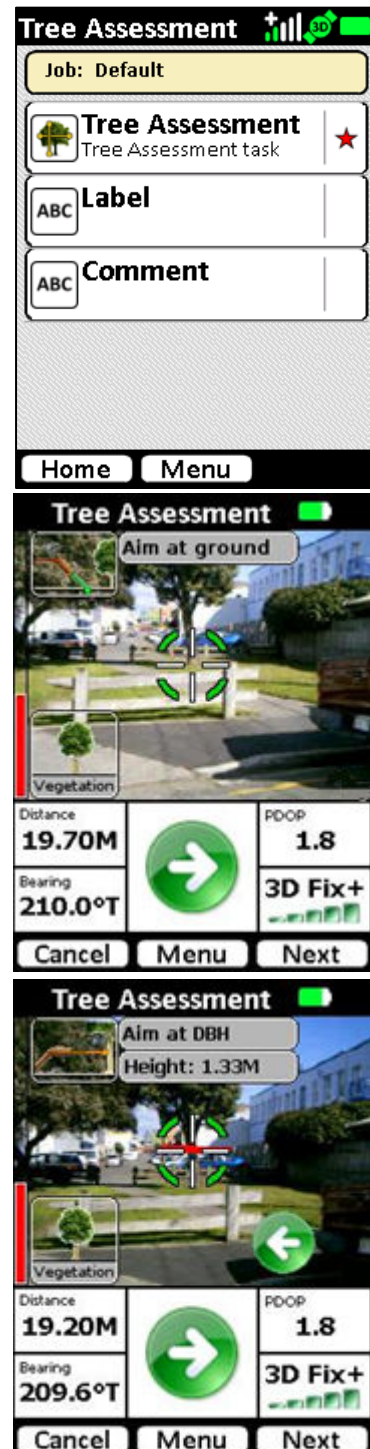 Tree Assessment
3D
Job: Default
Tree Assessment
Tree Assessment task
ABC Label
ABC Comment
Home Menu
Tree Assessment
Aim at ground
Vegetation
Distance
19.70M
PDOP
1.8
Bearing
210.0°T
3D Fix+
Cancel Menu Next
Tree Assessment
Aim at DBH
Height: 1.33M
Vegetation
Distance
19.20M
PDOP
1.8
Bearing
209.6°T
3D Fix+
Cancel Menu Next